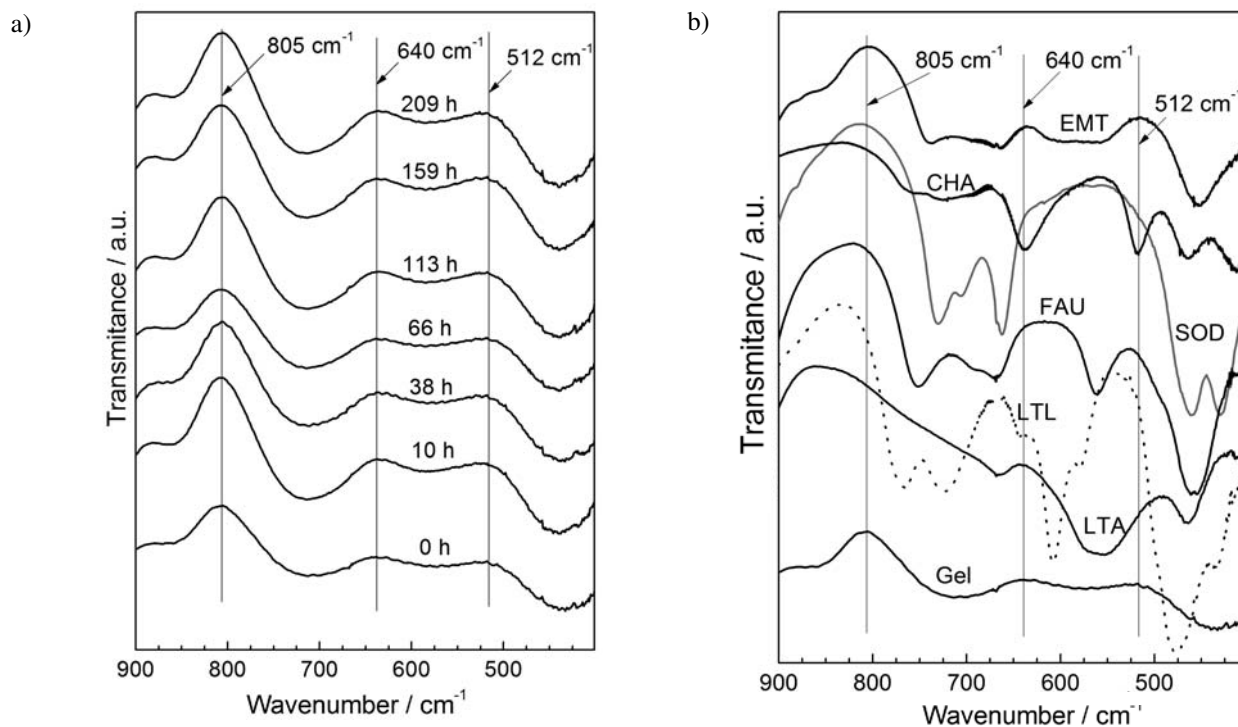 a)
Transmitance / a.u.
805 cm⁻¹
640 cm⁻¹
512 cm⁻¹
209 h
159 h
113 h
66 h
38 h
10 h
0 h
900 800 700 600 500
Wavenumber / cm⁻¹
b)
Transmitance / a.u.
805 cm⁻¹
640 cm⁻¹
512 cm⁻¹
EMT
CHA
FAU
SOD
LTL
LTA
Gel
900 800 700 600 500
Wavenumber / cm⁻¹